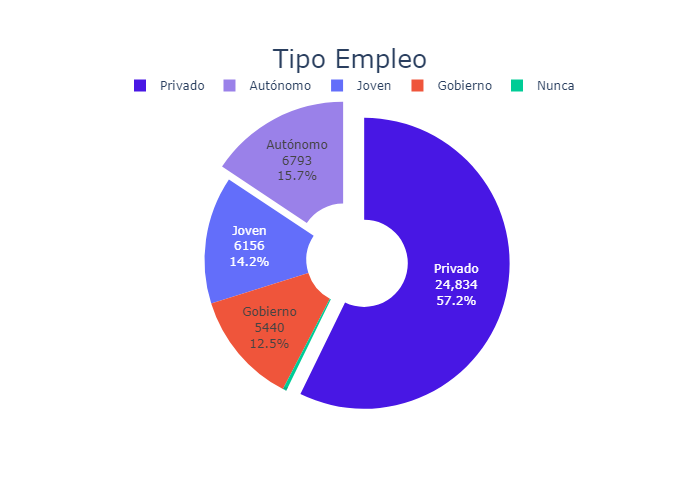 Tipo Empleo
Privado Autónomo Joven Gobierno Nunca
Autónomo
6793
15.7%
Joven
6156
14.2%
Privado
24,834
57.2%
Gobierno
5440
12.5%